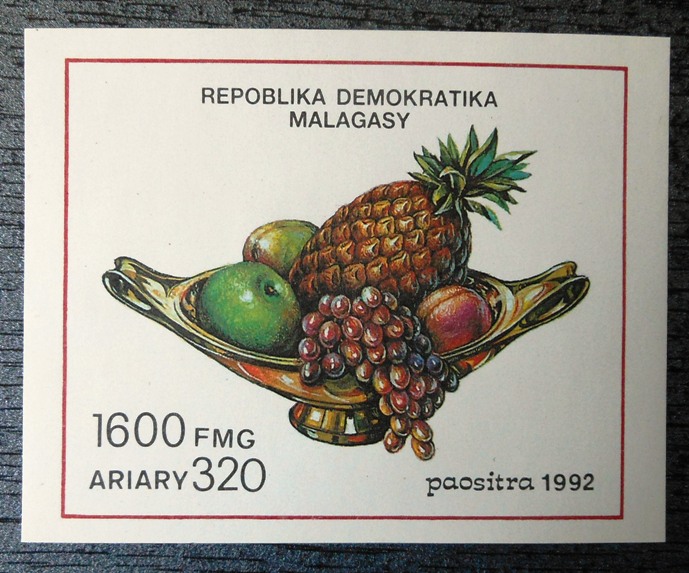 REPOBLIKA DEMOKRATIKA
MALAGASY
1600 FMG
ARIARY 320
paositra 1992